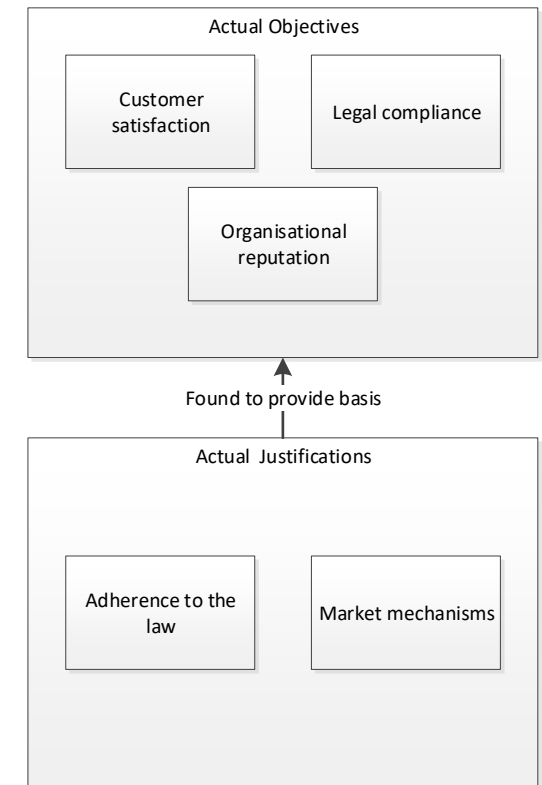 Actual Objectives
Customer
satisfaction
Legal compliance
Organisational
reputation
Found to provide basis
Actual Justifications
Adherence to the
law
Market mechanisms